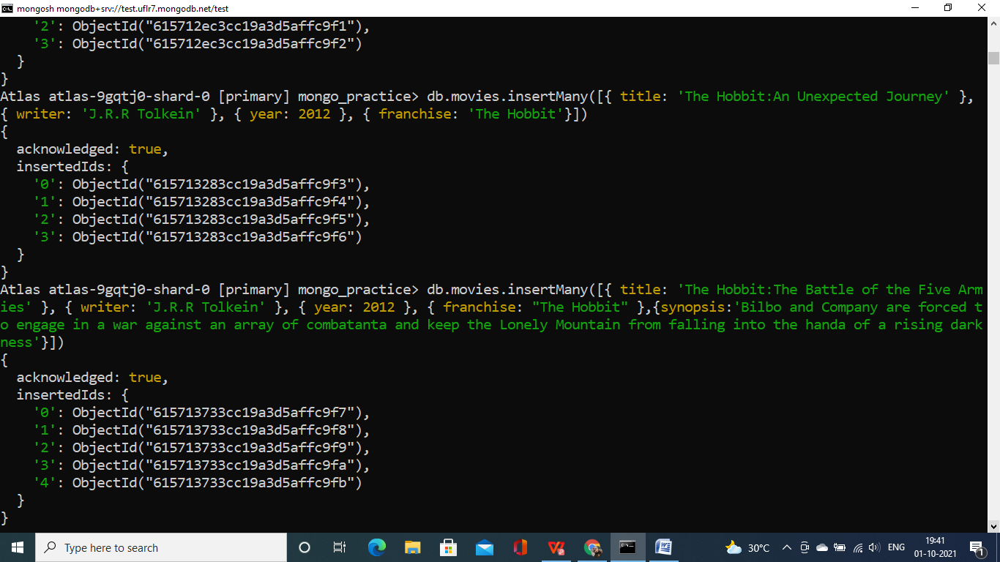 mongosh mongodb+srv://test.uflr7.mongodb.net/test
'2': ObjectId("615712ec3cc19a3d5affc9f1"),
'3': ObjectId("615712ec3cc19a3d5affc9f2")
}
}
Atlas atlas-9gqtj0-shard-0 [primary] mongo_practice> db.movies.insertMany([{ title: 'The Hobbit:An Unexpected Journey' },
{ writer: 'J.R.R Tolkein' }, { year: 2012 }, { franchise: 'The Hobbit'}])
{
acknowledged: true,
insertedIds: {
'0': ObjectId("615713283cc19a3d5affc9f3"),
'1': ObjectId("615713283cc19a3d5affc9f4"),
'2': ObjectId("615713283cc19a3d5affc9f5"),
'3': ObjectId("615713283cc19a3d5affc9f6")
}
}
Atlas atlas-9gqtj0-shard-0 [primary] mongo_practice> db.movies.insertMany([{ title: 'The Hobbit:The Battle of the Five Arm
ies' }, { writer: 'J.R.R Tolkein' }, { year: 2012 }, { franchise: "The Hobbit" },{synopsis:'Bilbo and Company are forced t
o engage in a war against an array of combatanta and keep the Lonely Mountain from falling into the handa of a rising dark
ness'}])
{
acknowledged: true,
insertedIds: {
'0': ObjectId("615713733cc19a3d5affc9f7"),
'1': ObjectId("615713733cc19a3d5affc9f8"),
'2': ObjectId("615713733cc19a3d5affc9f9"),
'3': ObjectId("615713733cc19a3d5affc9fa"),
'4': ObjectId("615713733cc19a3d5affc9fb")
}
}
Type here to search
30°C
ENG
19:41
01-10-2021
1